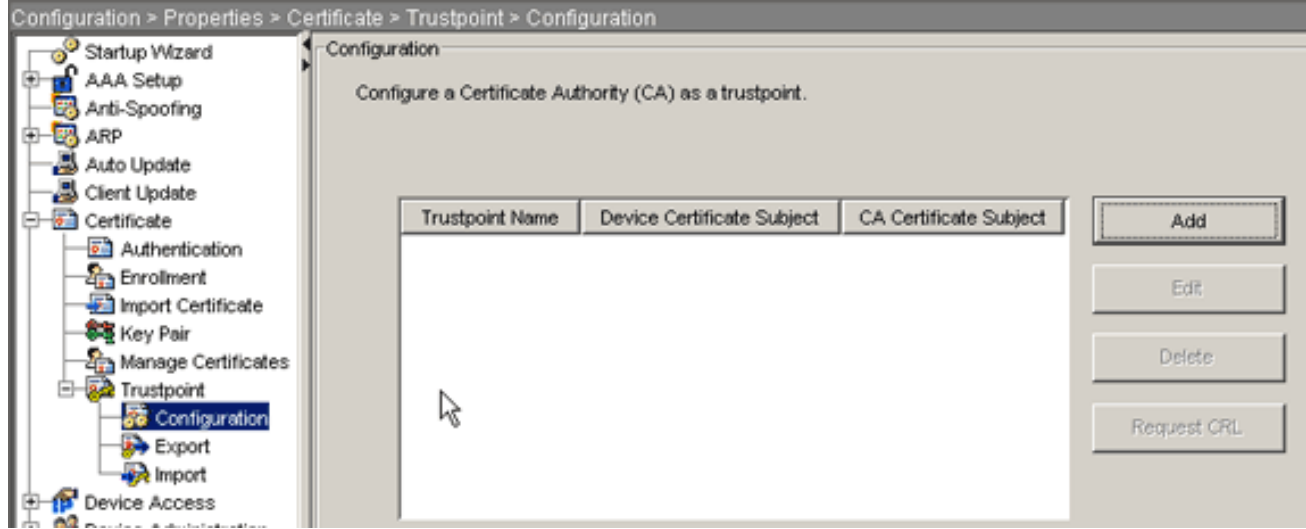 Configuration > Properties > Certificate > Trustpoint > Configuration
Startup Wizard
AAA Setup
Anti-Spoofing
ARP
Auto Update
Client Update
Certificate
Authentication
Enrollment
Import Certificate
Key Pair
Manage Certificates
Trustpoint
Configuration
Export
Import
Device Access
Device Administration
Configuration
Configure a Certificate Authority (CA) as a trustpoint.
Trustpoint Name Device Certificate Subject CA Certificate Subject
Add
Edit
Delete
Request CRL